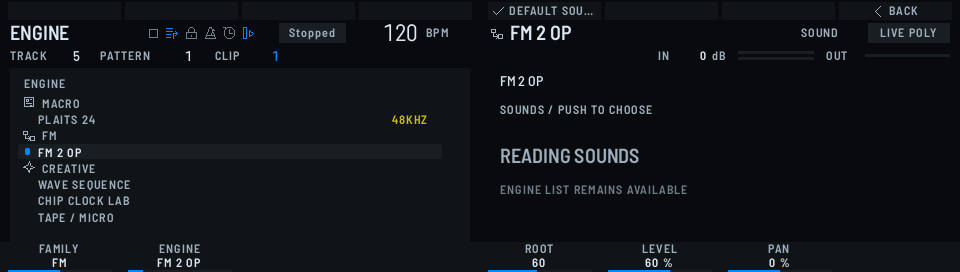 DEFAULT SOU...
BACK
ENGINE
Stopped
120 BPM
FM 2 OP
SOUND
LIVE POLY
TRACK 5 PATTERN 1 CLIP 1
IN 0 dB OUT
ENGINE
MACRO
PLAITS 24 48KHZ
FM
FM 2 OP
CREATIVE
WAVE SEQUENCE
CHIP CLOCK LAB
TAPE / MICRO
FM 2 OP
SOUNDS / PUSH TO CHOOSE
READING SOUNDS
ENGINE LIST REMAINS AVAILABLE
FAMILY ENGINE ROOT LEVEL PAN
FM FM 2 OP 60 60 % 0 %